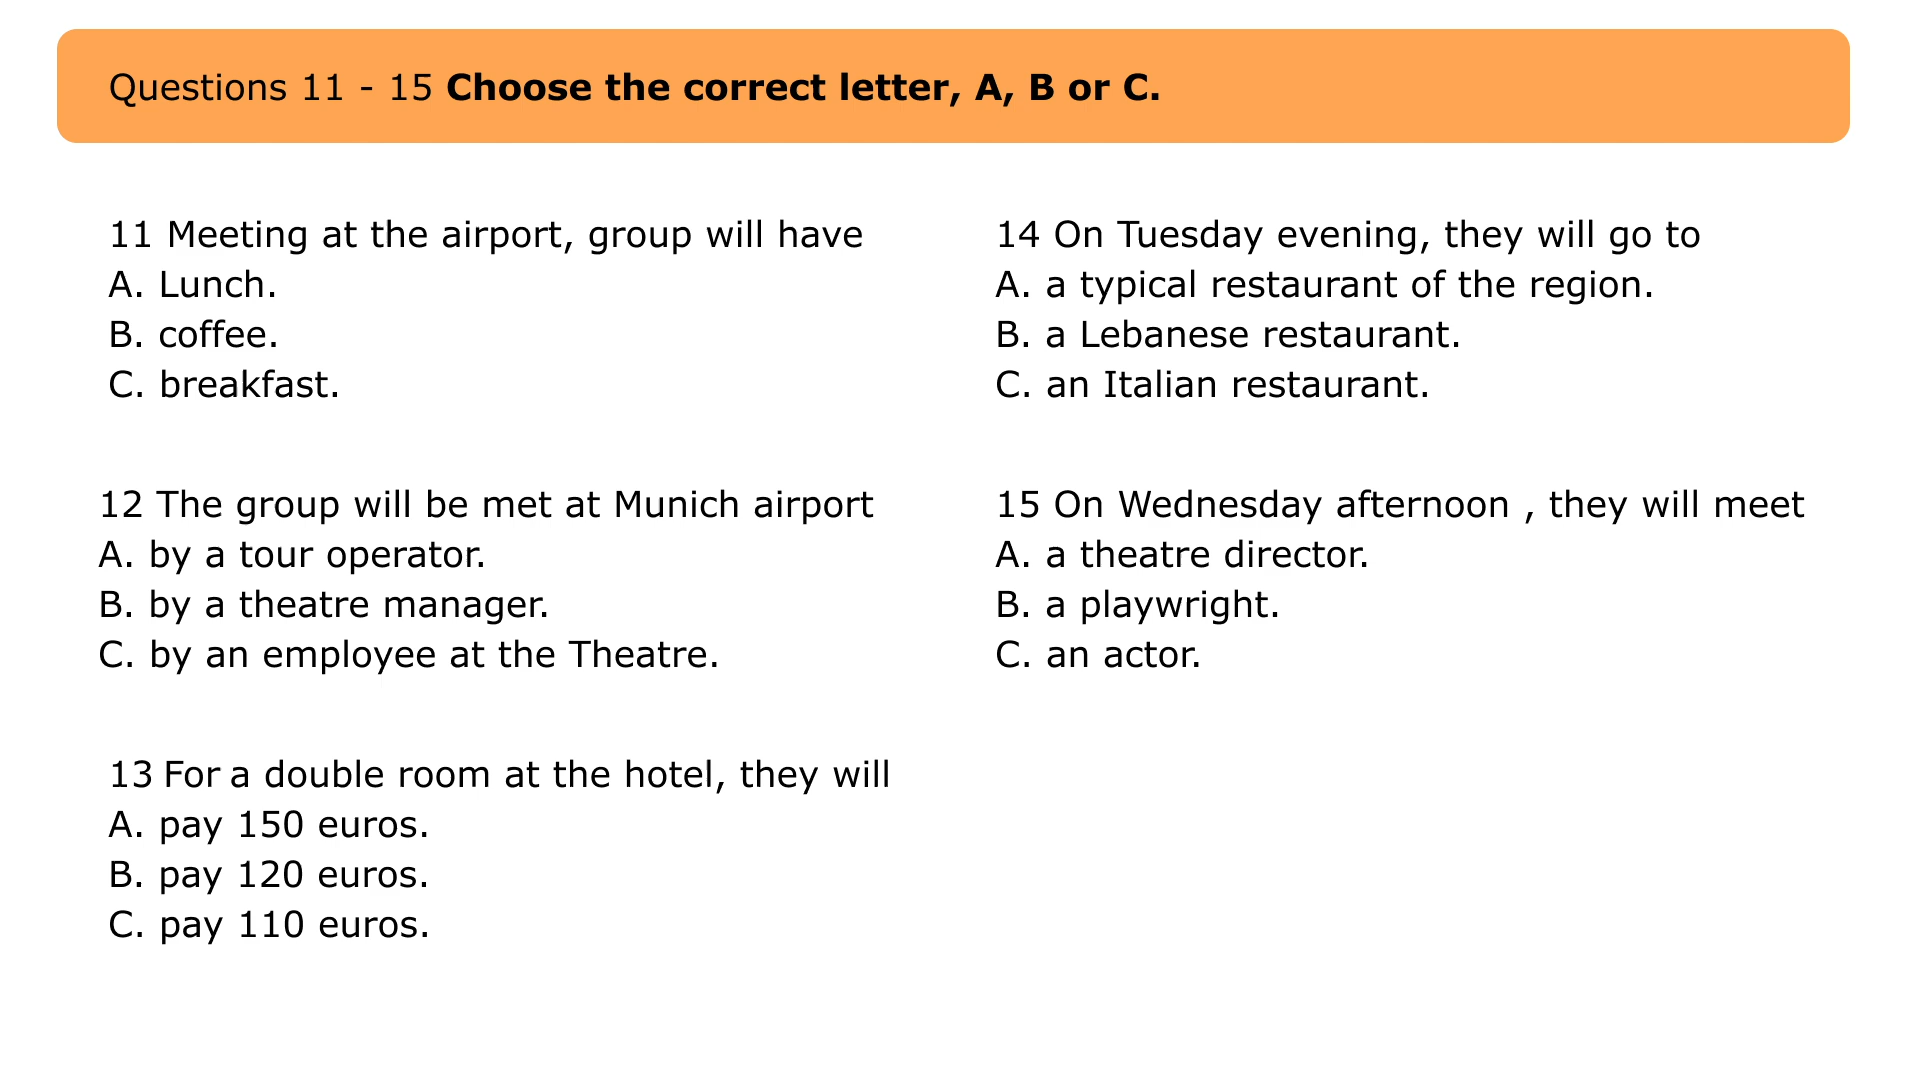 Questions 11 - 15 Choose the correct letter, A, B or C.
11 Meeting at the airport, group will have
A. Lunch.
B. coffee.
C. breakfast.
12 The group will be met at Munich airport
A. by a tour operator.
B. by a theatre manager.
C. by an employee at the Theatre.
13 For a double room at the hotel, they will
A. pay 150 euros.
B. pay 120 euros.
C. pay 110 euros.
14 On Tuesday evening, they will go to
A. a typical restaurant of the region.
B. a Lebanese restaurant.
C. an Italian restaurant.
15 On Wednesday afternoon , they will meet
A. a theatre director.
B. a playwright.
C. an actor.